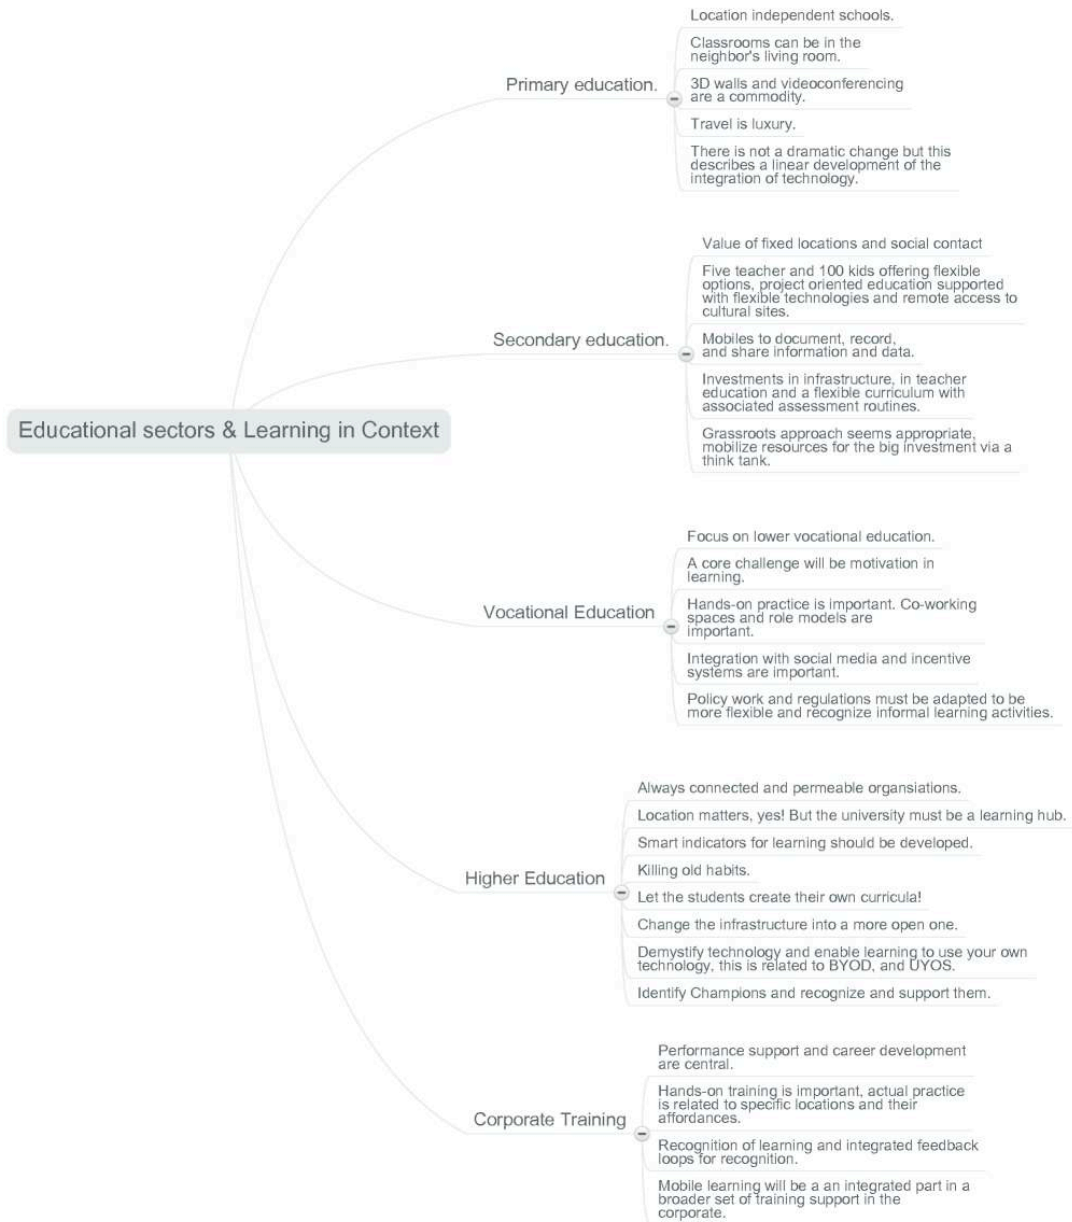 Educational sectors & Learning in Context
Primary education.
Location independent schools.
Classrooms can be in the
neighbor's living room.
3D walls and videoconferencing
are a commodity.
Travel is luxury.
There is not a dramatic change but this
describes a linear development of the
integration of technology.
Secondary education.
Value of fixed locations and social contact
Five teacher and 100 kids offering flexible
options, project oriented education supported
with flexible technologies and remote access to
cultural sites.
Mobiles to document, record,
and share information and data.
Investments in infrastructure, in teacher
education and a flexible curriculum with
associated assessment routines.
Grassroots approach seems appropriate,
mobilize resources for the big investment via a
think tank.
Vocational Education
Focus on lower vocational education.
A core challenge will be motivation in
learning.
Hands-on practice is important. Co-working
spaces and role models are
important.
Integration with social media and incentive
systems are important.
Policy work and regulations must be adapted to be
more flexible and recognize informal learning activities.
Higher Education
Always connected and permeable organsiations.
Location matters, yes! But the university must be a learning hub.
Smart indicators for learning should be developed.
Killing old habits.
Let the students create their own curricula!
Change the infrastructure into a more open one.
Demystify technology and enable learning to use your own
technology, this is related to BYOD, and UYOS.
Identify Champions and recognize and support them.
Corporate Training
Performance support and career development
are central.
Hands-on training is important, actual practice
is related to specific locations and their
affordances.
Recognition of learning and integrated feedback
loops for recognition.
Mobile learning will be a an integrated part in a
broader set of training support in the
corporate.